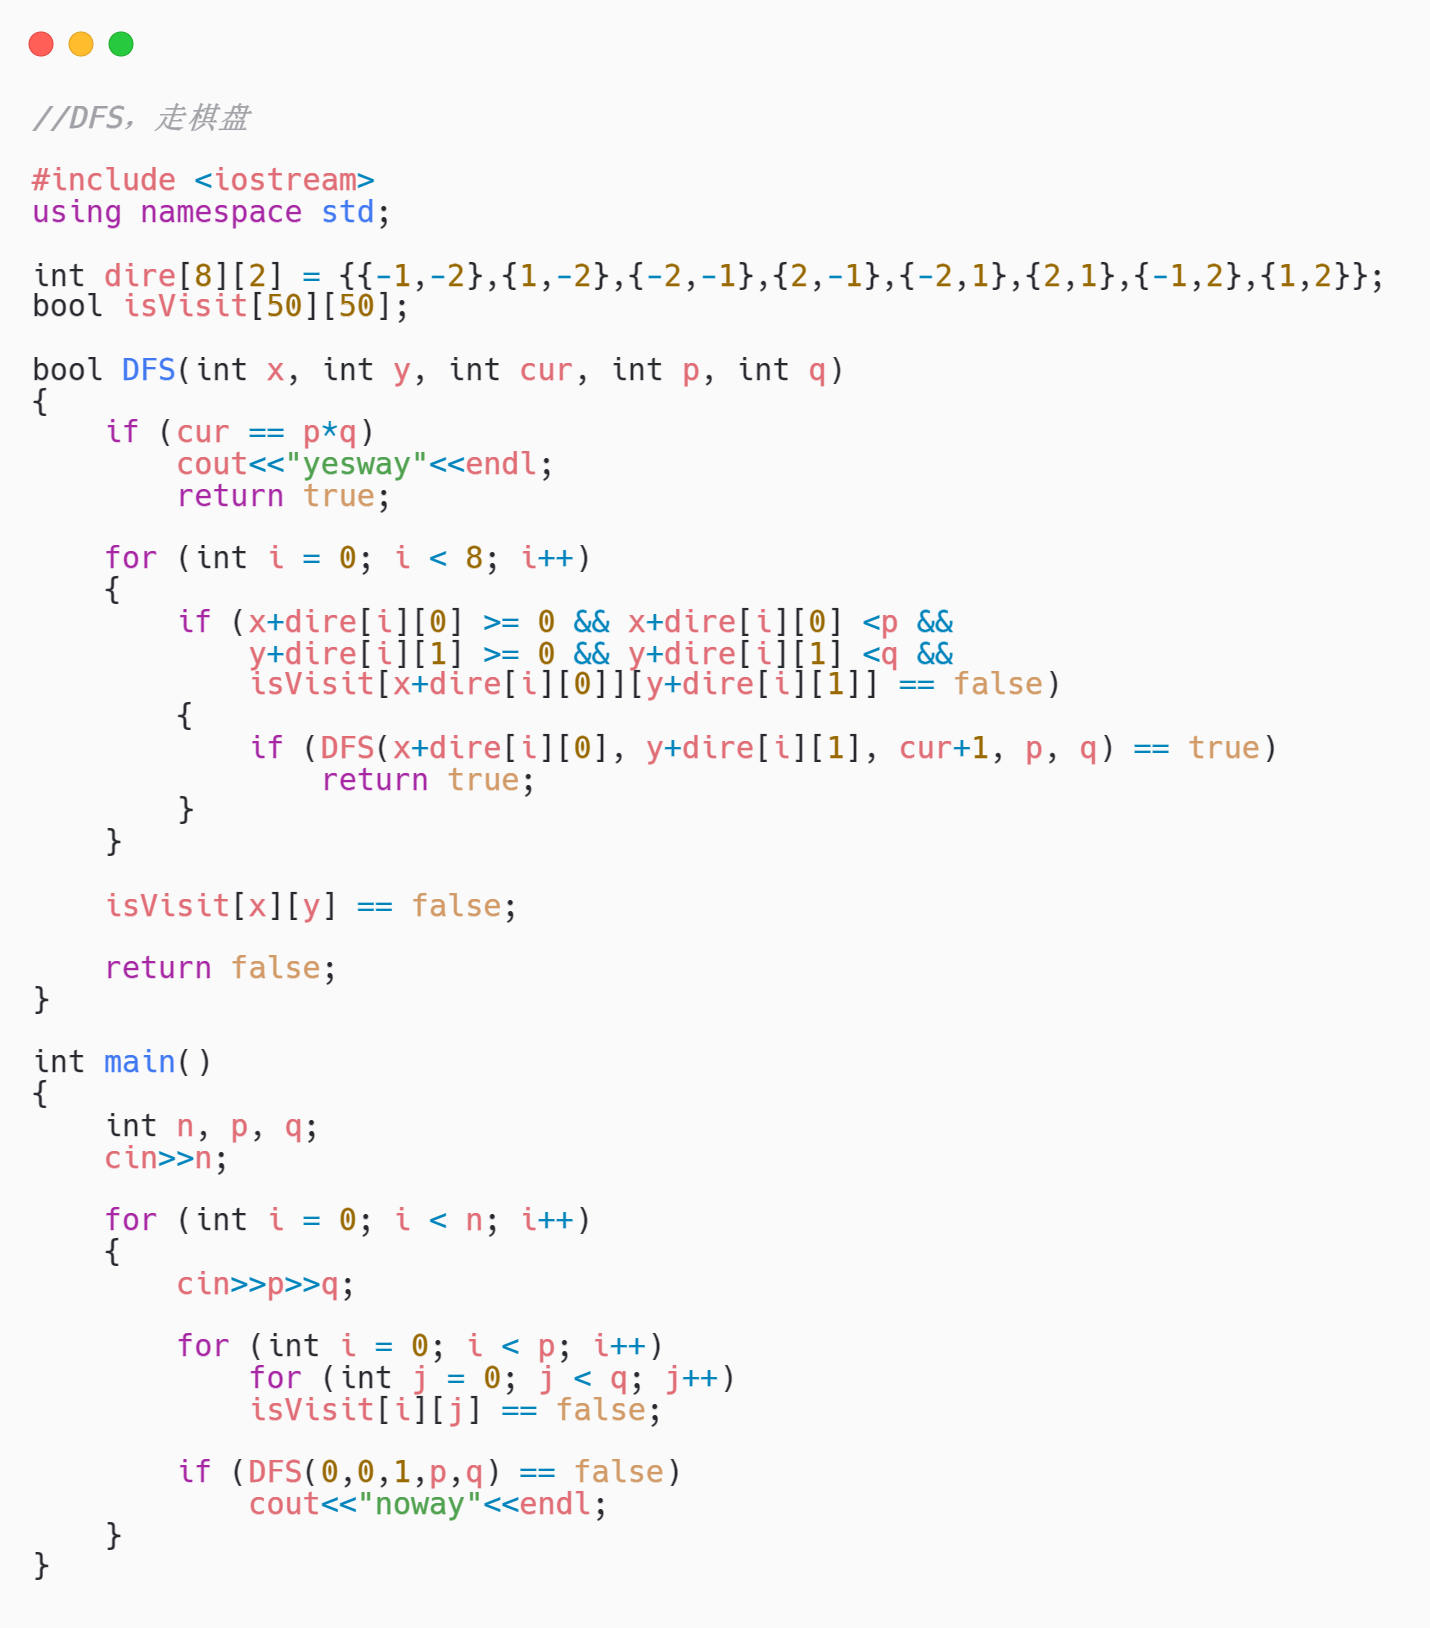 //DFS，走棋盘
#include <iostream>
using namespace std;
int dire[8][2] = {{-1,-2},{1,-2},{-2,-1},{2,-1},{-2,1},{2,1},{-1,2},{1,2}};
bool isVisit[50][50];
bool DFS(int x, int y, int cur, int p, int q)
{
    if (cur == p*q)
        cout<<"yesway"<<endl;
        return true;
    for (int i = 0; i < 8; i++)
    {
        if (x+dire[i][0] >= 0 && x+dire[i][0] <p &&
            y+dire[i][1] >= 0 && y+dire[i][1] <q &&
            isVisit[x+dire[i][0]][y+dire[i][1]] == false)
        {
            if (DFS(x+dire[i][0], y+dire[i][1], cur+1, p, q) == true)
                return true;
        }
    }
    isVisit[x][y] == false;
    return false;
}
int main()
{
    int n, p, q;
    cin>>n;
    for (int i = 0; i < n; i++)
    {
        cin>>p>>q;
        for (int i = 0; i < p; i++)
            for (int j = 0; j < q; j++)
            isVisit[i][j] == false;
        if (DFS(0,0,1,p,q) == false)
            cout<<"noway"<<endl;
    }
}